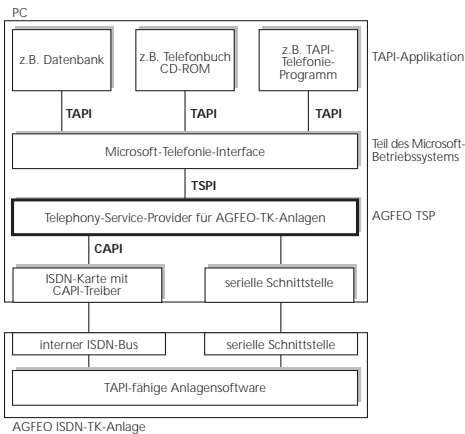 PC
z.B. Datenbank
z.B. Telefonbuch
CD-ROM
z.B. TAPI-
Telefonie-
Programm
TAPI-Applikation
TAPI
TAPI
TAPI
Microsoft-Telefonie-Interface
Teil des Microsoft-
Betriebssystems
TSPI
Telephony-Service-Provider für AGFEO-TK-Anlagen
AGFEO TSP
CAPI
ISDN-Karte mit
CAPI-Treiber
serielle Schnittstelle
interner ISDN-Bus
serielle Schnittstelle
TAPI-fähige Anlagensoftware
AGFEO ISDN-TK-Anlage